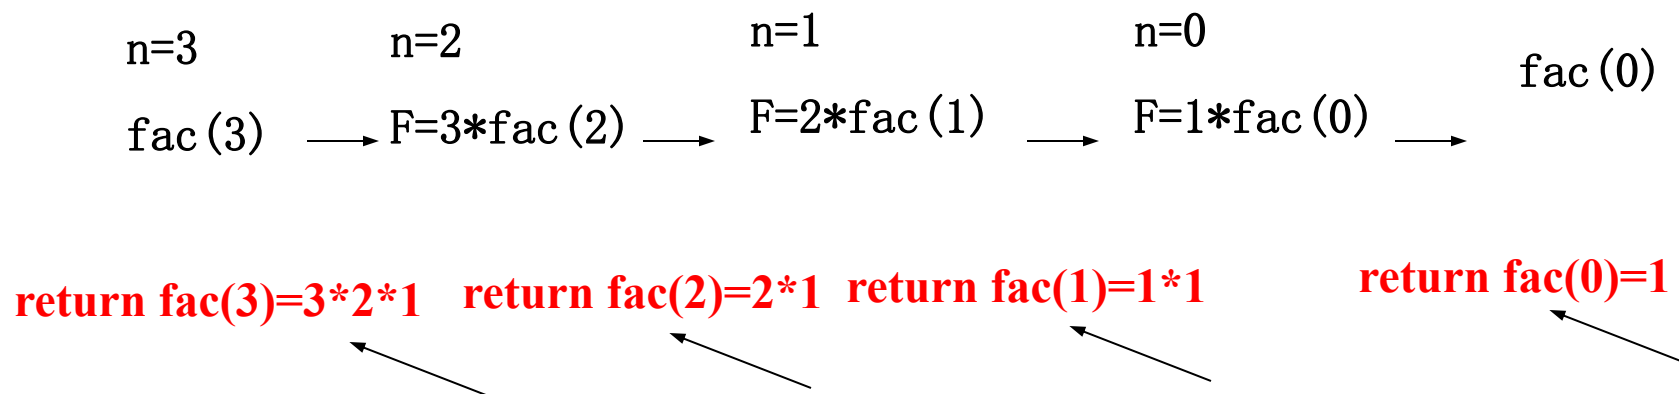 n=3
fac(3)
n=2
F=3*fac(2)
n=1
F=2*fac(1)
n=0
F=1*fac(0)
fac(0)
return fac(3)=3*2*1
return fac(2)=2*1
return fac(1)=1*1
return fac(0)=1